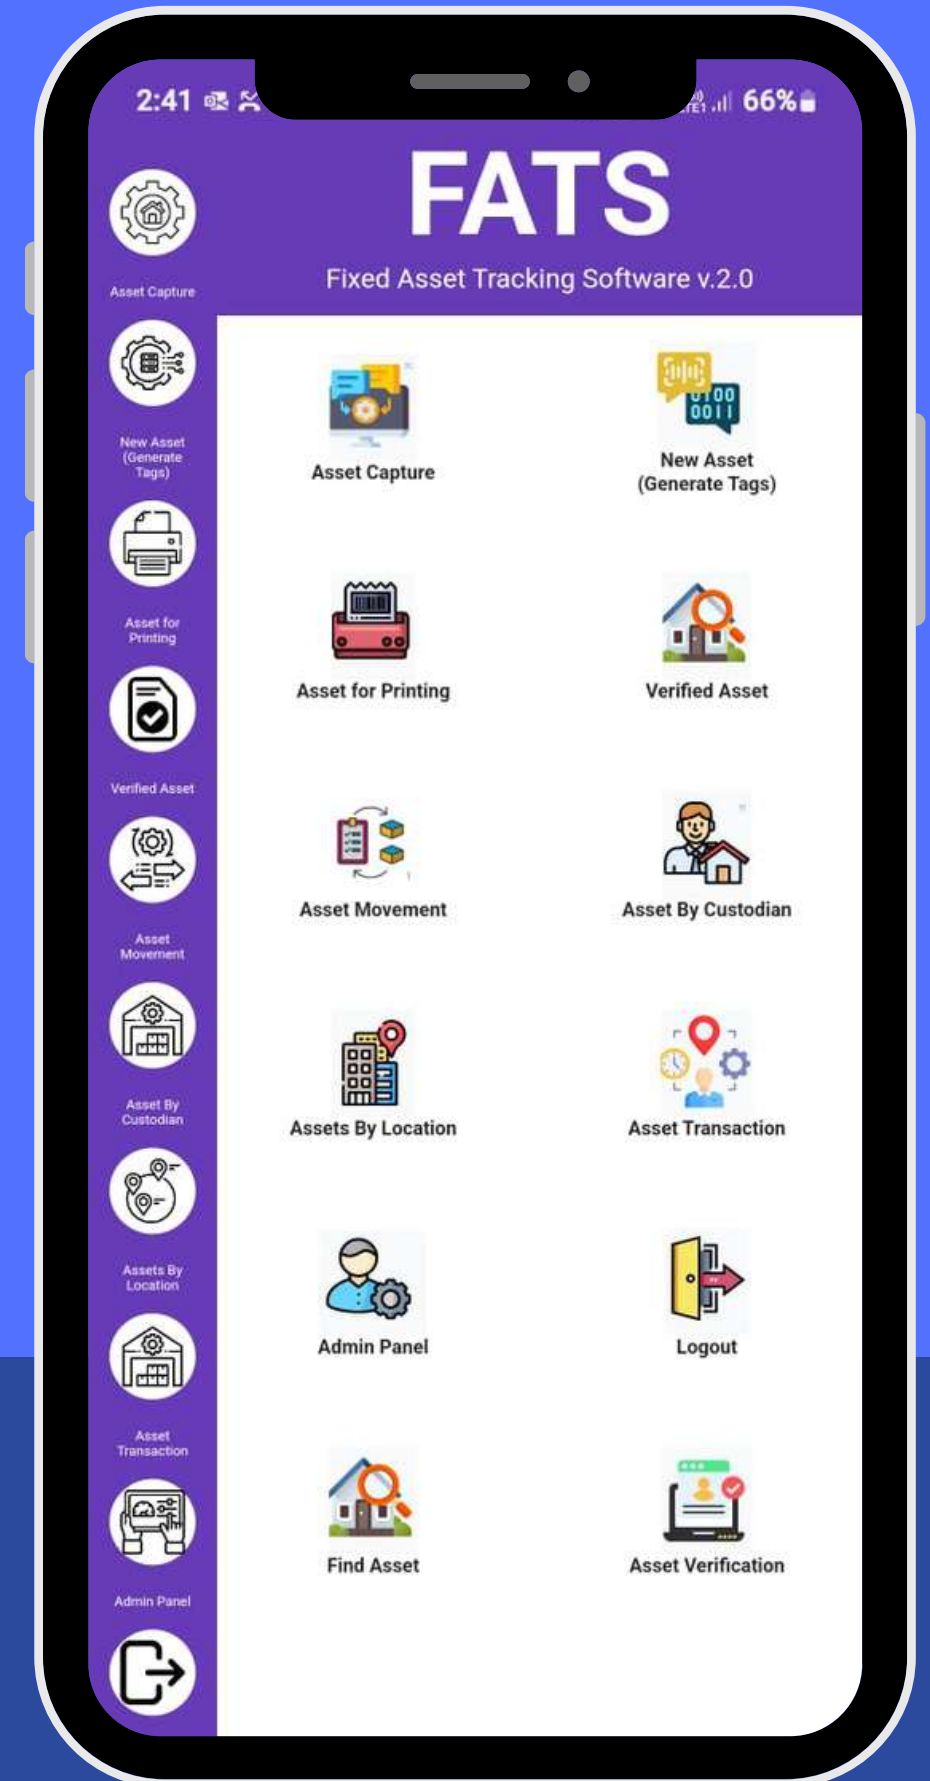 2:41
66%
FATS
Fixed Asset Tracking Software v.2.0
Asset Capture
New Asset
(Generate
Tags)
Asset for
Printing
Verified Asset
Asset
Movement
Asset By
Custodian
Assets By
Location
Asset
Transaction
Admin Panel
Asset Capture
0100
0011
New Asset
(Generate Tags)
Asset for Printing
Verified Asset
Asset Movement
Asset By Custodian
Assets By Location
Asset Transaction
Admin Panel
Logout
Find Asset
Asset Verification